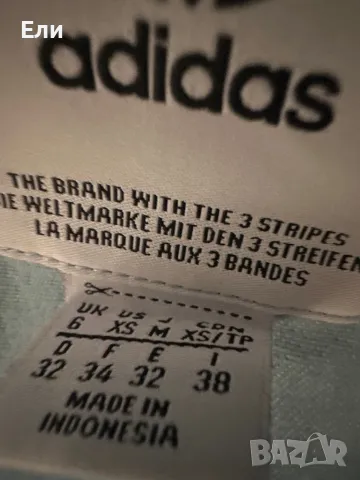 Ели
adidas
THE BRAND WITH THE 3 STRIPES
DIE WELTMARKE MIT DEN 3 STREIFEN
LA MARQUE AUX 3 BANDES
UK US J CDN
6 XS M XS/TP
D F E I
32 34 32 38
MADE IN
INDONESIA
BAZAR
bg